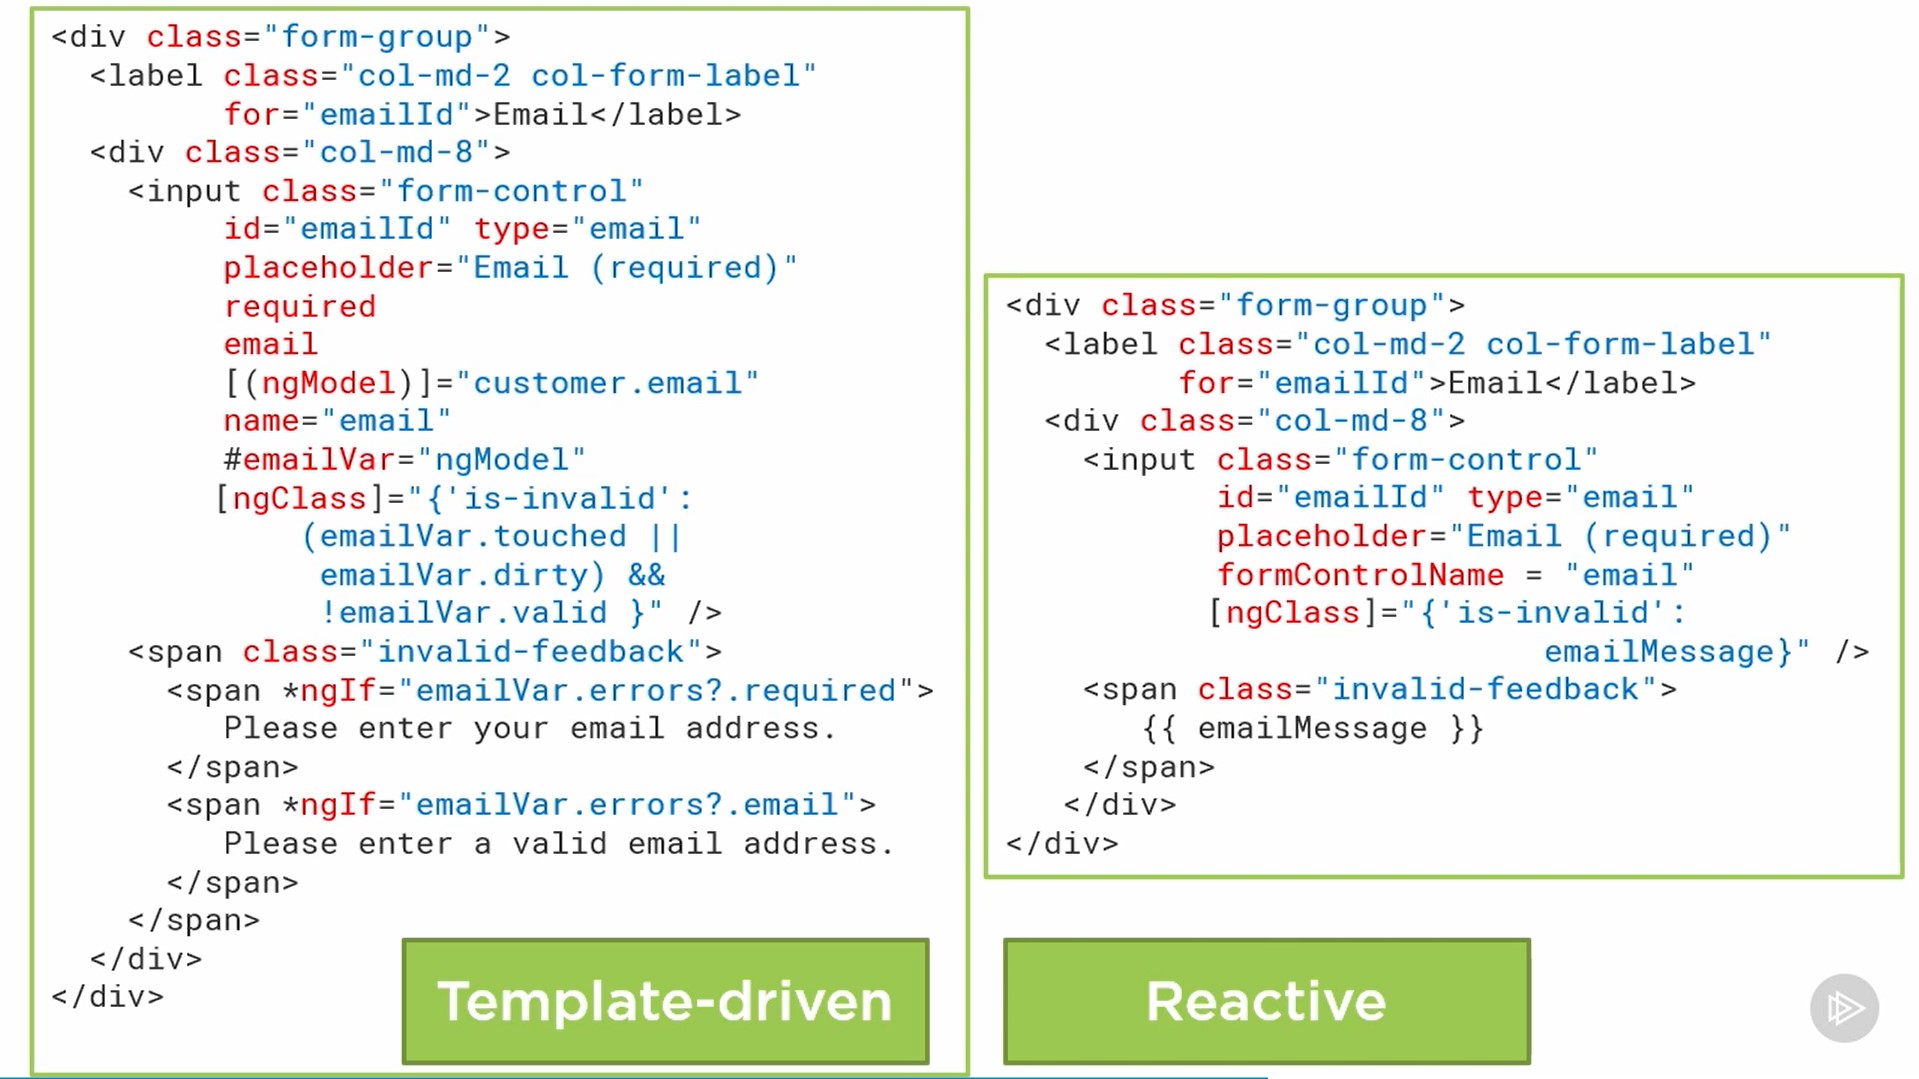 <div class="form-group">
<label class="col-md-2 col-form-label"
for="emailId">Email</label>
<div class="col-md-8">
<input class="form-control"
id="emailId" type="email"
placeholder="Email (required)"
required
email
[(ngModel)]="customer.email"
name="email"
#emailVar="ngModel"
[ngClass]="{'is-invalid':
(emailVar.touched ||
emailVar.dirty) &&
!emailVar.valid }" />
<span class="invalid-feedback">
<span *ngIf="emailVar.errors?.required">
Please enter your email address.
</span>
<span *ngIf="emailVar.errors?.email">
Please enter a valid email address.
</span>
</span>
</div>
</div>
Template-driven
<div class="form-group">
<label class="col-md-2 col-form-label"
for="emailId">Email</label>
<div class="col-md-8">
<input class="form-control"
id="emailId" type="email"
placeholder="Email (required)"
formControlName = "email"
[ngClass]="{'is-invalid':
emailMessage}" />
<span class="invalid-feedback">
{{ emailMessage }}
</span>
</div>
</div>
Reactive